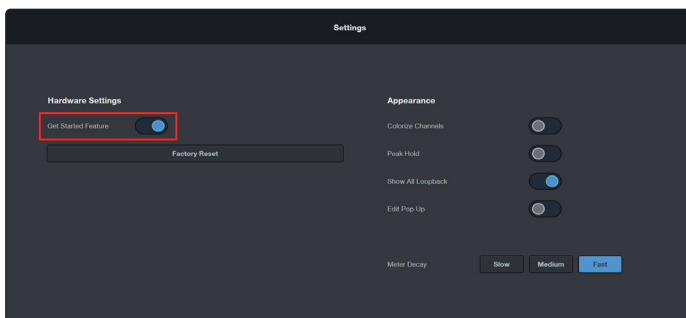 Settings
Hardware Settings
Get Started Feature
Factory Reset
Appearance
Colorize Channels
Peak Hold
Show All Loopback
Edit Pop Up
Meter Decay Slow Medium Fast